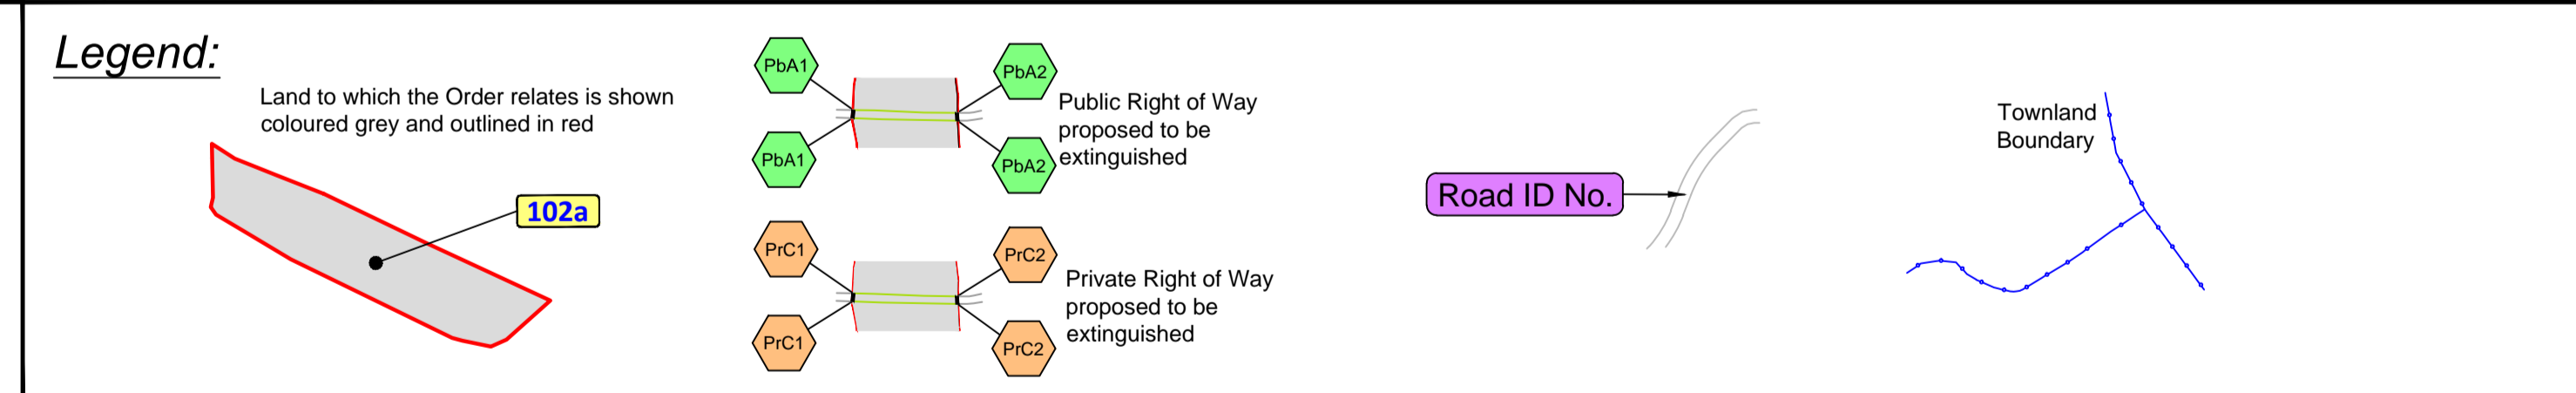 Legend:
Land to which the Order relates is shown
coloured grey and outlined in red
102a
PbA1
PbA2
PbA1
PbA2
Public Right of Way
proposed to be
extinguished
PrC1
PrC2
PrC1
PrC2
Private Right of Way
proposed to be
extinguished
Road ID No.
Townland
Boundary